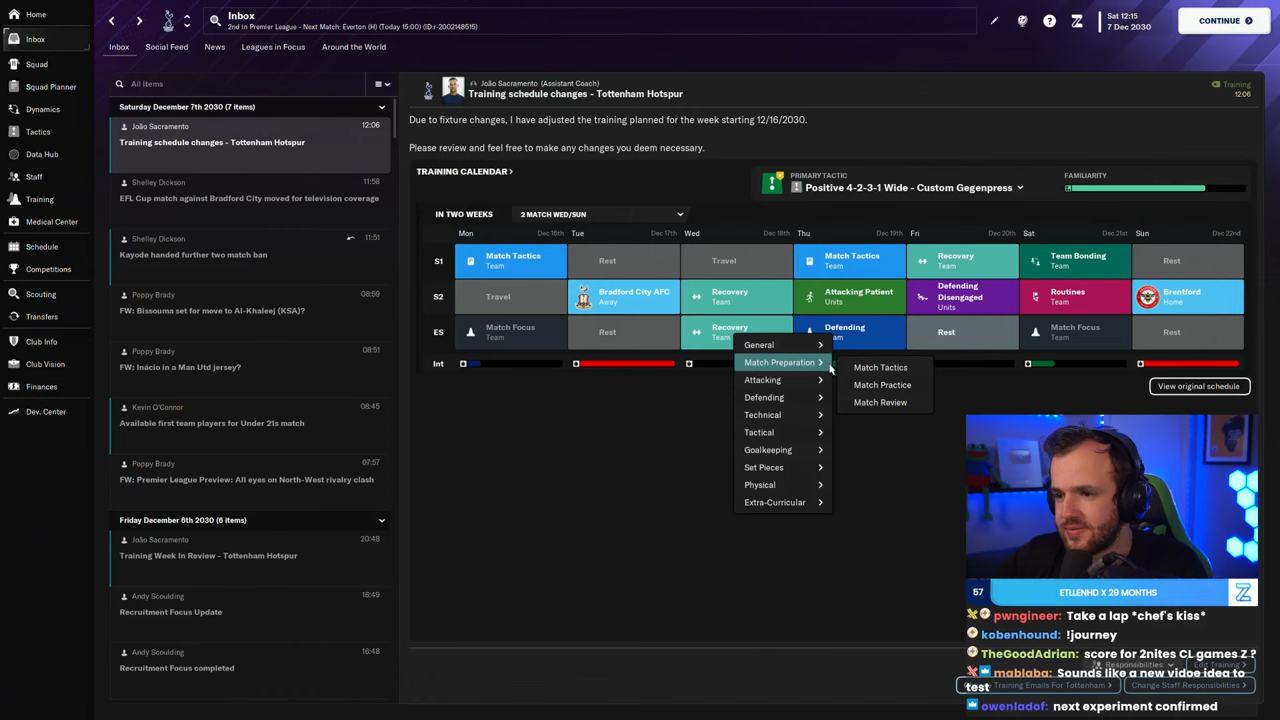 Home
Inbox
Squad
Squad Planner
Dynamics
Tactics
Data Hub
Staff
Training
Medical Center
Schedule
Competitions
Scouting
Transfers
Club Info
Club Vision
Finances
Dev. Center
Inbox
2nd in Premier League - Next Match: Everton (H) (Today 15:00) (ID:r-2002148515)
Sat 12:15
7 Dec 2030
CONTINUE
Inbox
Social Feed
News
Leagues in Focus
Around the World
All Items
Saturday December 7th 2030 (7 items)
João Sacramento
12:06
Training schedule changes - Tottenham Hotspur
Shelley Dickson
11:58
EFL Cup match against Bradford City moved for television coverage
Shelley Dickson
11:51
Kayode handed further two match ban
Poppy Brady
08:59
FW: Bissouma set for move to Al-Khaleej (KSA)?
Poppy Brady
08:51
FW: Inácio in a Man Utd jersey?
Kevin O'Connor
08:45
Available first team players for Under 21s match
Poppy Brady
07:57
FW: Premier League Preview: All eyes on North-West rivalry clash
Friday December 6th 2030 (6 items)
João Sacramento
20:48
Training Week In Review - Tottenham Hotspur
Andy Scoulding
16:49
Recruitment Focus Update
Andy Scoulding
16:48
Recruitment Focus completed
João Sacramento (Assistant Coach)
Training schedule changes - Tottenham Hotspur
Training
12:06
Due to fixture changes, I have adjusted the training planned for the week starting 12/16/2030.
Please review and feel free to make any changes you deem necessary.
TRAINING CALENDAR
PRIMARY TACTIC
Positive 4-2-3-1 Wide - Custom Gegenpress
FAMILIARITY
IN TWO WEEKS
2 MATCH WED/SUN
Mon Dec 16th Tue Dec 17th Wed Dec 18th Thu Dec 19th Fri Dec 20th Sat Dec 21st Sun Dec 22nd
S1
Match Tactics
Team
Rest
Travel
Match Tactics
Team
Recovery
Team
Team Bonding
Team
Rest
S2
Travel
Bradford City AFC
Away
Recovery
Team
Attacking Patient
Units
Defending
Disengaged
Units
Routines
Team
Brentford
Home
ES
Match Focus
Team
Rest
Recovery
Team
Defending
Team
Rest
Match Focus
Team
Rest
Int
General
Match Preparation
Attacking
Defending
Technical
Tactical
Goalkeeping
Set Pieces
Physical
Extra-Curricular
Match Tactics
Match Practice
Match Review
View original schedule
57
ETLLENHD X 29 MONTHS
pwngineer: Take a lap *chef's kiss*
kobenhound: !journey
TheGoodAdrian: score for 2nites CL games Z ?
Responsibilities
Edit Training
mablaba: Sounds like a new vidoe idea to
test
Training Emails For Tottenham
Change Staff Responsibilities
owenladof: next experiment confirmed